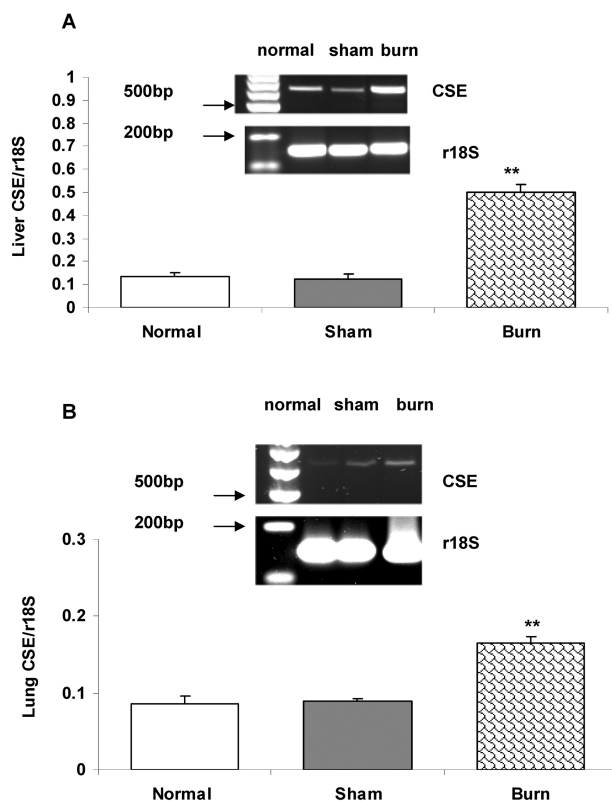 A
normal sham burn
500bp
CSE
200bp
r18S
Liver CSE/r18S
1
0.9
0.8
0.7
0.6
0.5
0.4
0.3
0.2
0.1
0
**
Normal Sham Burn
B
normal sham burn
500bp
CSE
200bp
r18S
Lung CSE/r18S
0.3
0.2
0.1
0
**
Normal Sham Burn